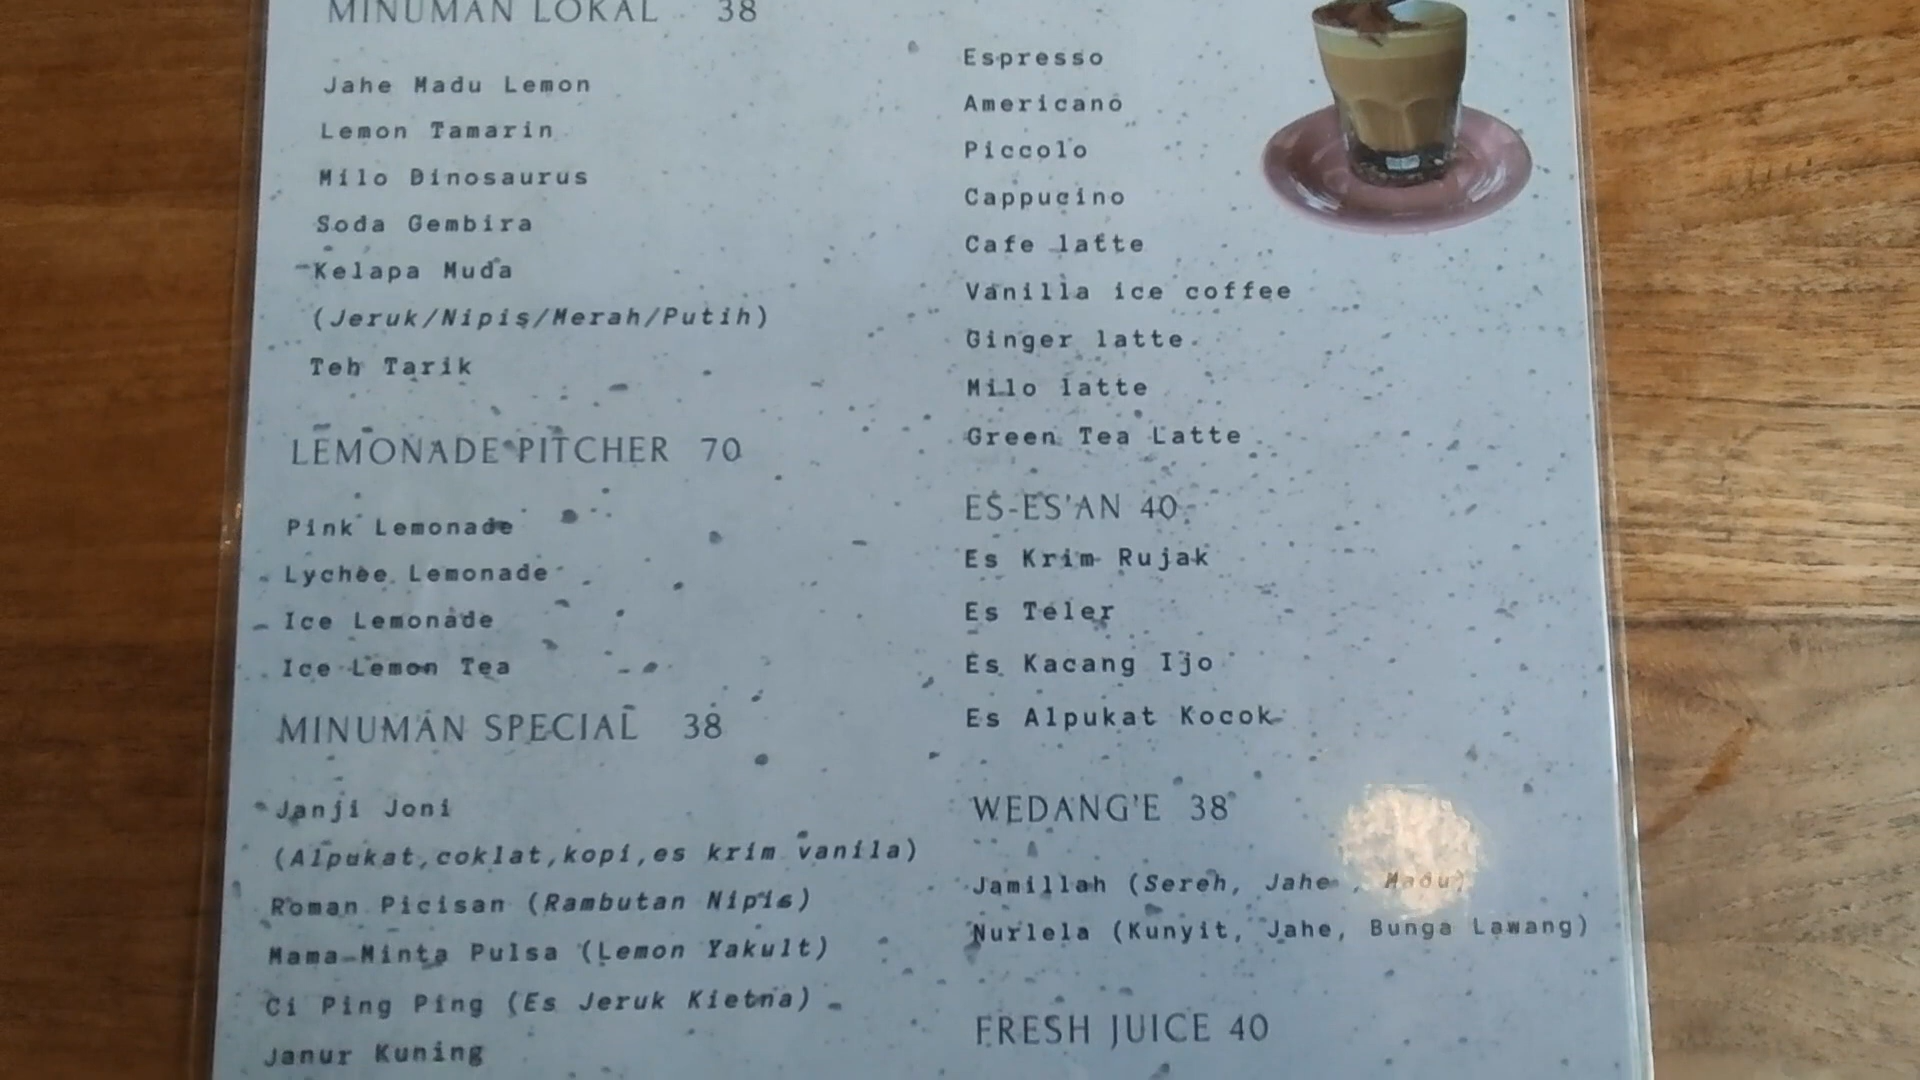 MINUMAN LOKAL 38
Jahe Madu Lemon
Lemon Tamarin
Milo Dinosaurus
Soda Gembira
Kelapa Muda
(Jeruk/Nipis/Merah/Putih)
Teh Tarik
LEMONADE PITCHER 70
Pink Lemonade
Lychee Lemonade
Ice Lemonade
Ice Lemon Tea
MINUMAN SPECIAL 38
Janji Joni
(Alpukat,coklat,kopi,es krim vanila)
Roman Picisan (Rambutan Nipis)
Mama Minta Pulsa (Lemon Yakult)
Ci Ping Ping (Es Jeruk Kietna)
Janur Kuning
Espresso
Americano
Piccolo
Cappucino
Cafe latte
Vanilla ice coffee
Ginger latte
Milo latte
Green Tea Latte
ES-ES'AN 40
Es Krim Rujak
Es Teler
Es Kacang Ijo
Es Alpukat Kocok
WEDANG'E 38
Jamillah (Sereh, Jahe , Madu)
Nurlela (Kunyit, Jahe, Bunga Lawang)
FRESH JUICE 40